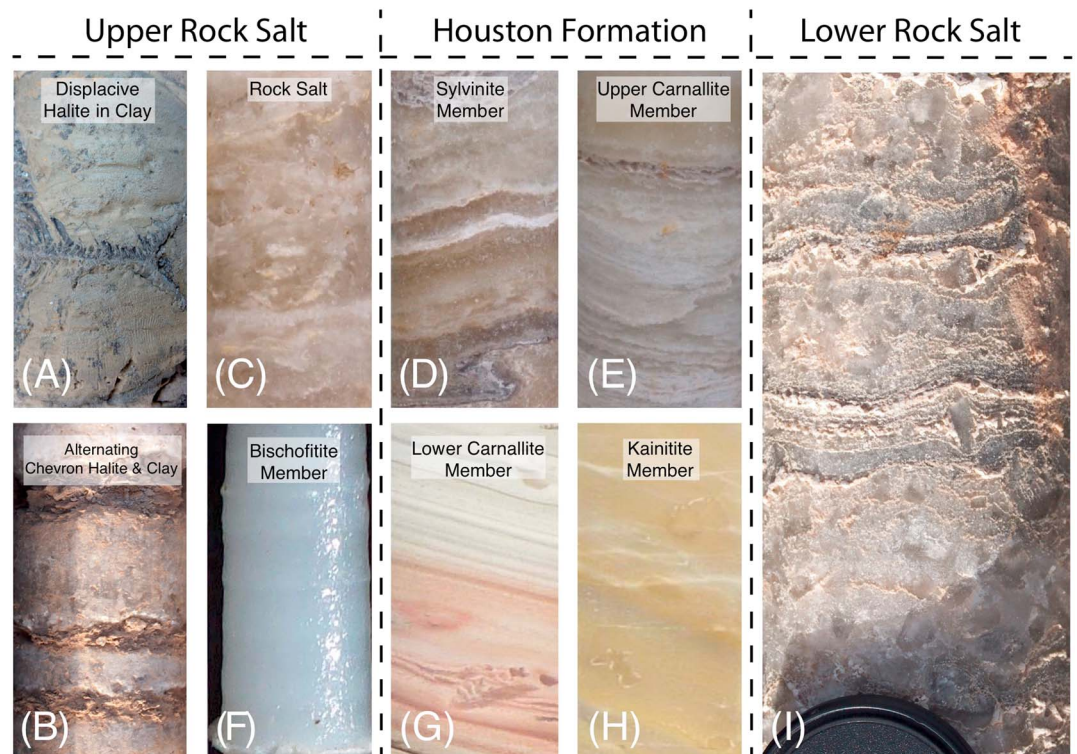 Upper Rock Salt
Houston Formation
Lower Rock Salt
Displacive
Halite in Clay
(A)
Rock Salt
(C)
Sylvinite
Member
(D)
Upper Carnallite
Member
(E)
Alternating
Chevron Halite & Clay
(B)
Bischofitite
Member
(F)
Lower Carnallite
Member
(G)
Kainitite
Member
(H)
(I)